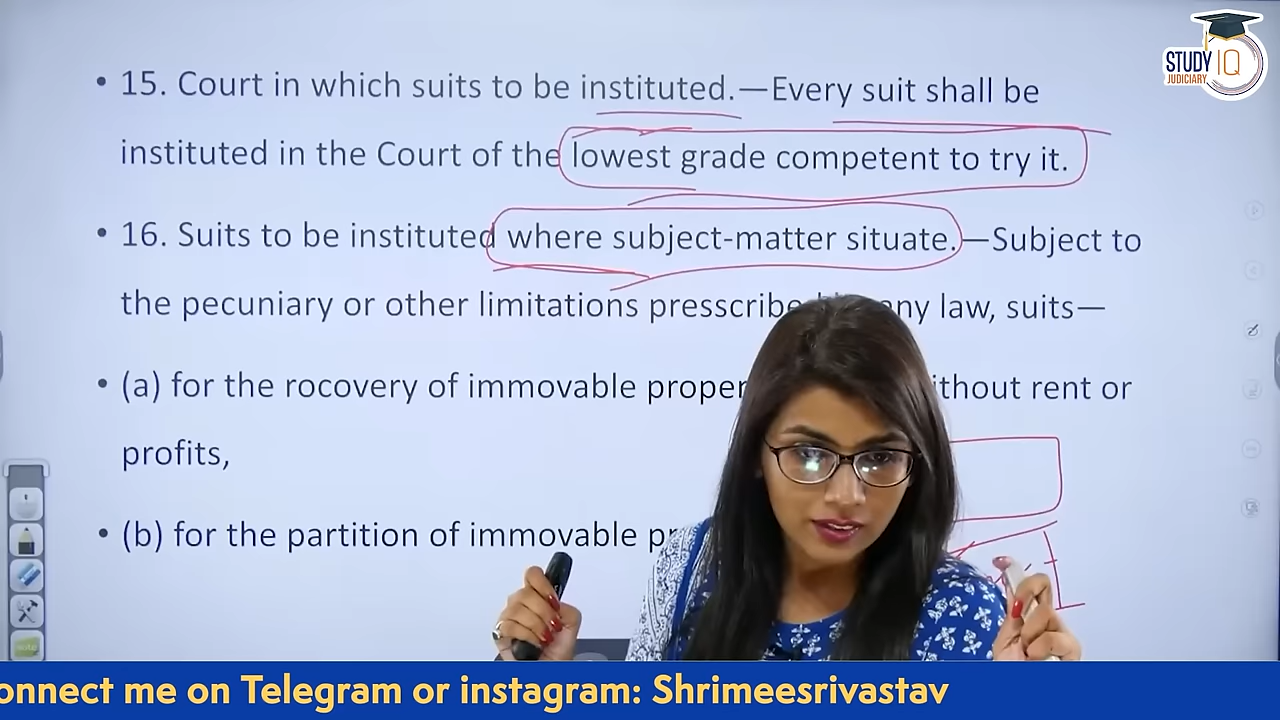 STUDY IQ
JUDICIARY
• 15. Court in which suits to be instituted.—Every suit shall be
instituted in the Court of the lowest grade competent to try it.
• 16. Suits to be instituted where subject-matter situate.—Subject to
the pecuniary or other limitations presscribe any law, suits—
• (a) for the rocovery of immovable proper ithout rent or
profits,
• (b) for the partition of immovable pr
onnect me on Telegram or instagram: Shrimeesrivastav